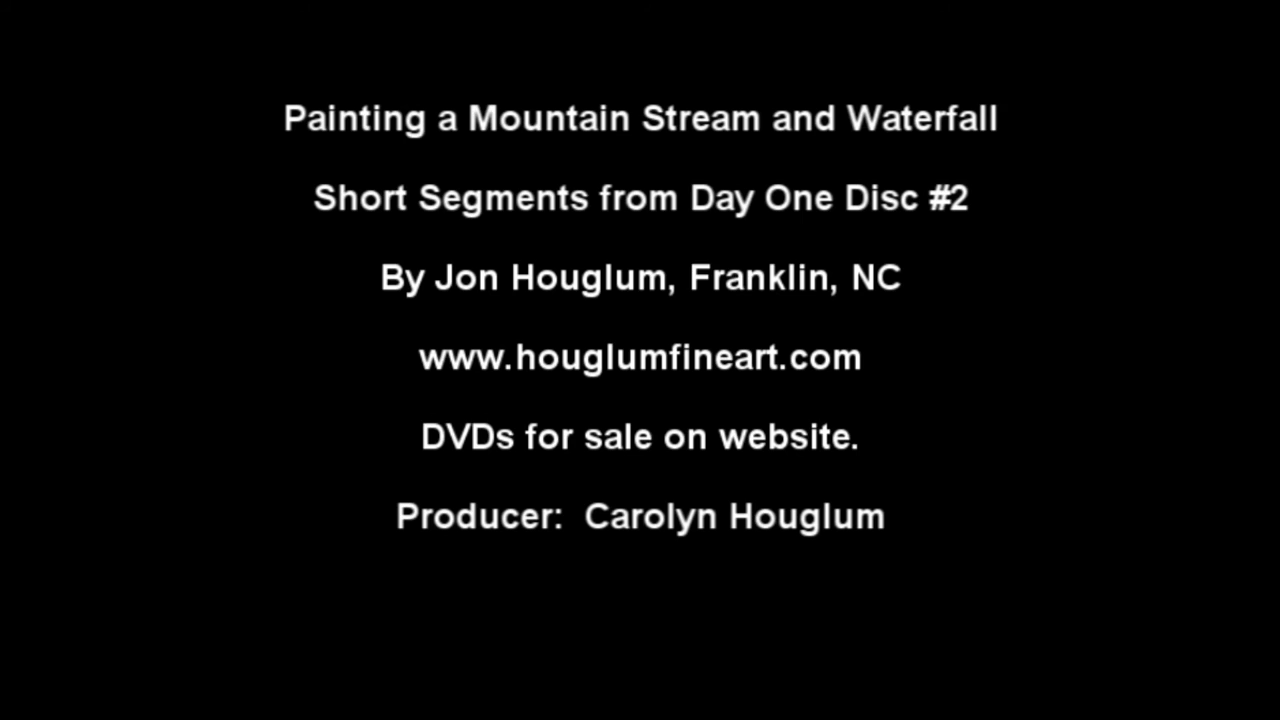 Painting a Mountain Stream and Waterfall
Short Segments from Day One Disc #2
By Jon Houglum, Franklin, NC
www.houglumfineart.com
DVDs for sale on website.
Producer:  Carolyn Houglum